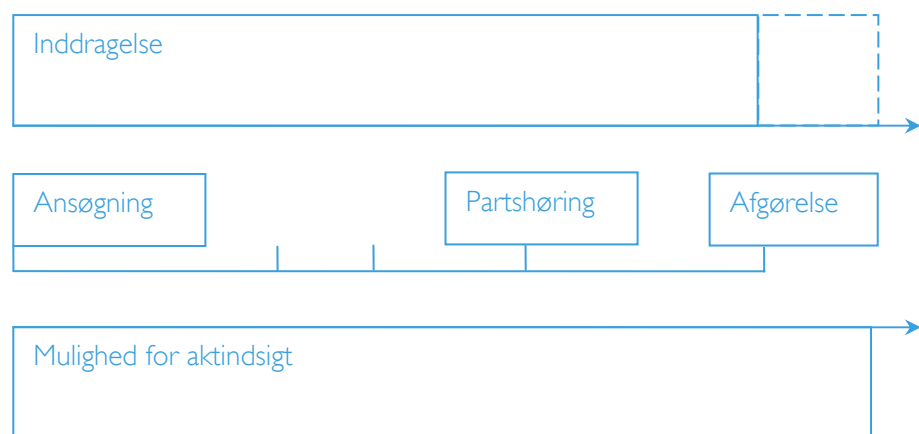 Inddragelse
Ansøgning
Partshøring
Afgørelse
Mulighed for aktindsigt